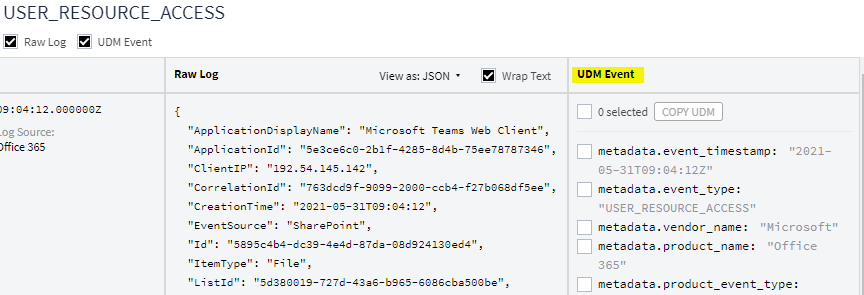 USER_RESOURCE_ACCESS
Raw Log UDM Event
Raw Log View as: JSON Wrap Text UDM Event
09:04:12.000000Z
Log Source:
Office 365
{
"ApplicationDisplayName": "Microsoft Teams Web Client",
"ApplicationId": "5e3ce6c0-2b1f-4285-8d4b-75ee78787346",
"ClientIP": "192.54.145.142",
"CorrelationId": "763dcd9f-9099-2000-ccb4-f27b068df5ee",
"CreationTime": "2021-05-31T09:04:12",
"EventSource": "SharePoint",
"Id": "5895c4b4-dc39-4e4d-87da-08d924130ed4",
"ItemType": "File",
"ListId": "5d380019-727d-43a6-b965-6086cba500be",
0 selected COPY UDM
metadata.event_timestamp: "2021-
05-31T09:04:12Z"
metadata.event_type:
"USER_RESOURCE_ACCESS"
metadata.vendor_name: "Microsoft"
metadata.product_name: "Office
365"
metadata.product_event_type: